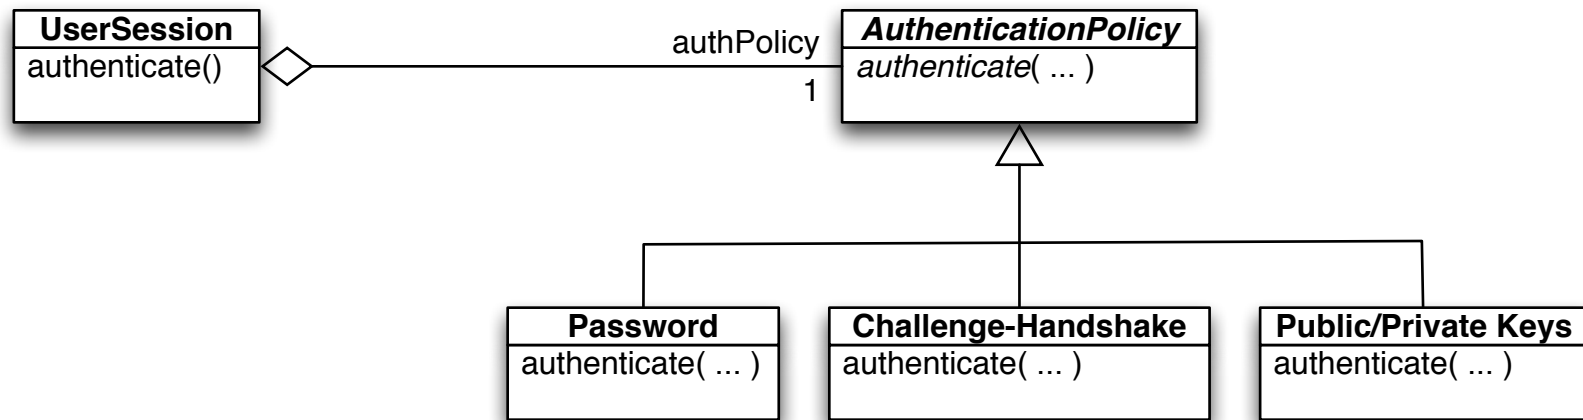 UserSession
authenticate()
authPolicy
1
AuthenticationPolicy
authenticate( ... )
Password
authenticate( ... )
Challenge-Handshake
authenticate( ... )
Public/Private Keys
authenticate( ... )